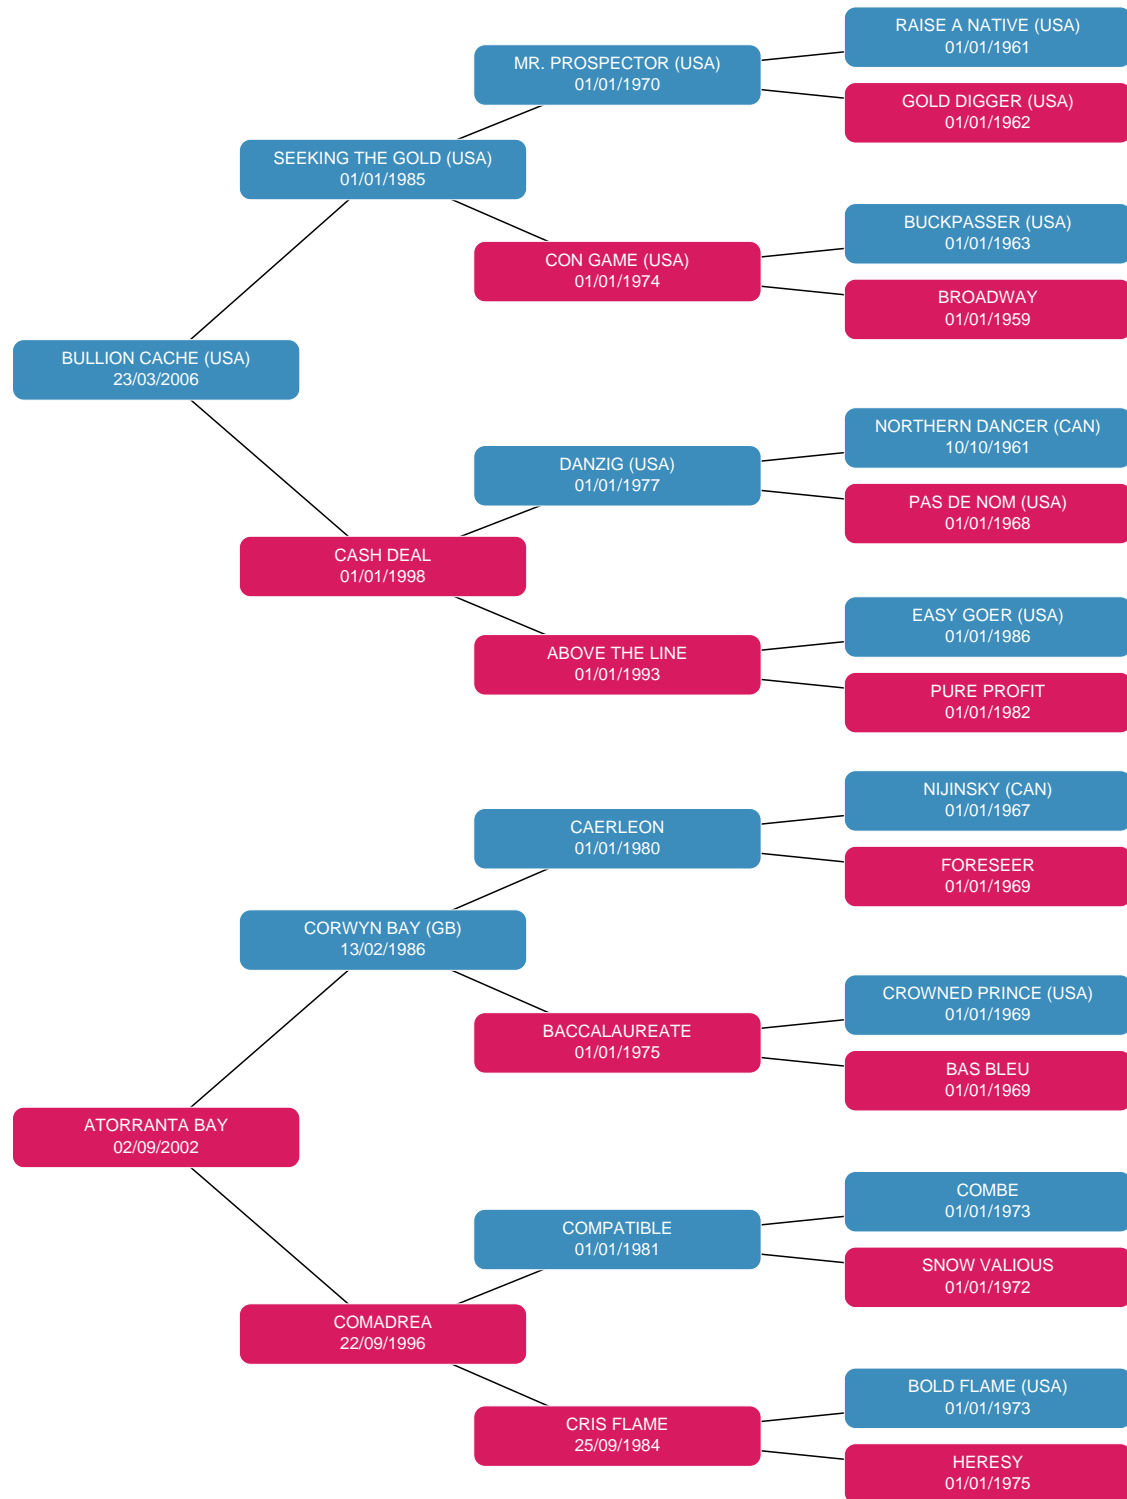 RAISE A NATIVE (USA)
01/01/1961
MR. PROSPECTOR (USA)
01/01/1970
GOLD DIGGER (USA)
01/01/1962
SEEKING THE GOLD (USA)
01/01/1985
BUCKPASSER (USA)
01/01/1963
CON GAME (USA)
01/01/1974
BROADWAY
01/01/1959
BULLION CACHE (USA)
23/03/2006
NORTHERN DANCER (CAN)
10/10/1961
DANZIG (USA)
01/01/1977
PAS DE NOM (USA)
01/01/1968
CASH DEAL
01/01/1998
EASY GOER (USA)
01/01/1986
ABOVE THE LINE
01/01/1993
PURE PROFIT
01/01/1982
NIJINSKY (CAN)
01/01/1967
CAERLEON
01/01/1980
FORESEER
01/01/1969
CORWYN BAY (GB)
13/02/1986
CROWNED PRINCE (USA)
01/01/1969
BACCALAUREATE
01/01/1975
BAS BLEU
01/01/1969
ATORRANTA BAY
02/09/2002
COMBE
01/01/1973
COMPATIBLE
01/01/1981
SNOW VALIOUS
01/01/1972
COMADREA
22/09/1996
BOLD FLAME (USA)
01/01/1973
CRIS FLAME
25/09/1984
HERESY
01/01/1975